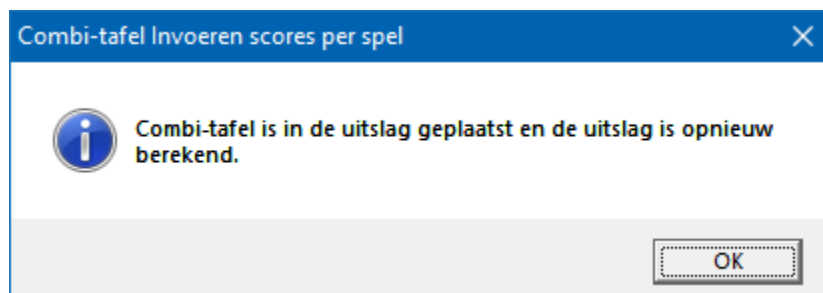 Combi-tafel Invoeren scores per spel
Combi-tafel is in de uitslag geplaatst en de uitslag is opnieuw
berekend.
OK